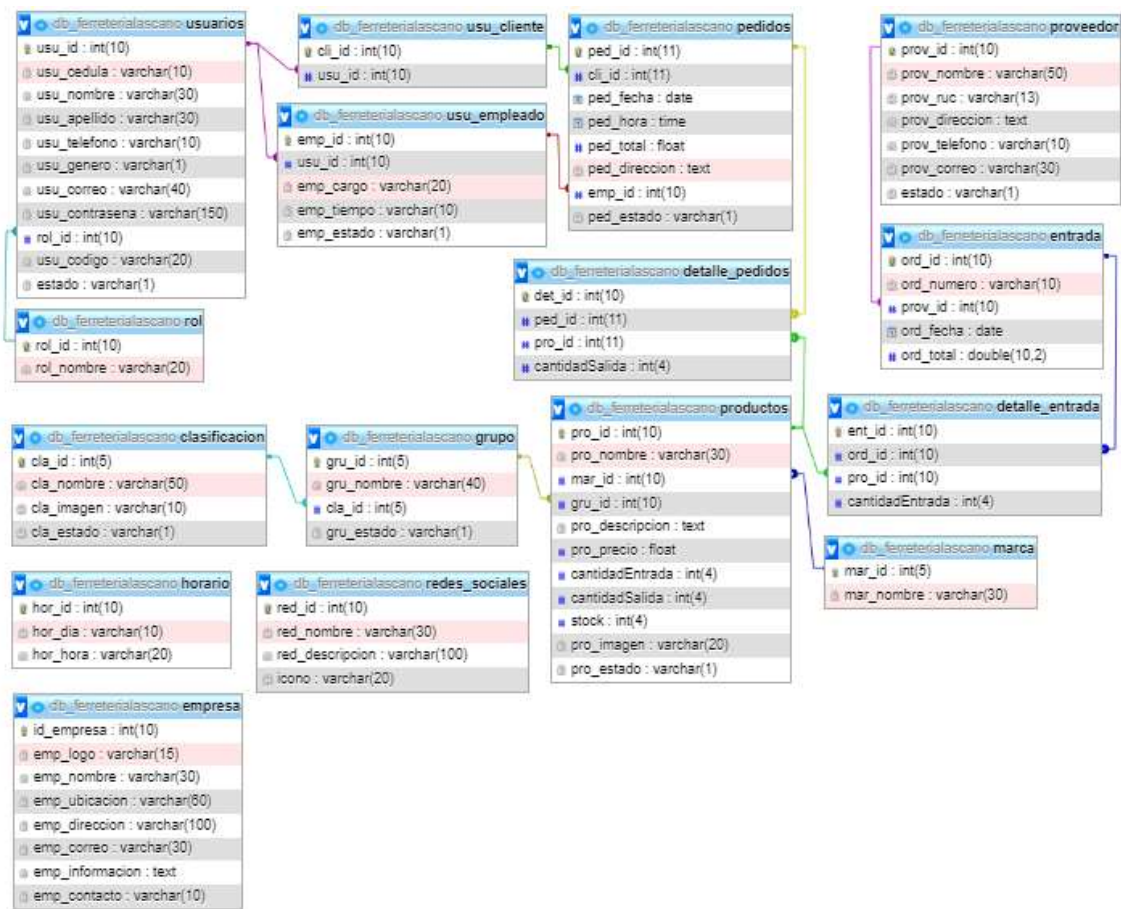 db_ferreterialascano usuarios
usu_id : int(10)
usu_cedula : varchar(10)
usu_nombre : varchar(30)
usu_apellido : varchar(30)
usu_telefono : varchar(10)
usu_genero : varchar(1)
usu_correo : varchar(40)
usu_contrasena : varchar(150)
rol_id : int(10)
usu_codigo : varchar(20)
estado : varchar(1)
db_ferreterialascano rol
rol_id : int(10)
rol_nombre : varchar(20)
db_ferreterialascano usu_cliente
cli_id : int(10)
usu_id : int(10)
db_ferreterialascano usu_empleado
emp_id : int(10)
usu_id : int(10)
emp_cargo : varchar(20)
emp_tiempo : varchar(10)
emp_estado : varchar(1)
db_ferreterialascano pedidos
ped_id : int(11)
cli_id : int(11)
ped_fecha : date
ped_hora : time
ped_total : float
ped_direccion : text
emp_id : int(10)
ped_estado : varchar(1)
db_ferreterialascano proveedor
prov_id : int(10)
prov_nombre : varchar(50)
prov_ruc : varchar(13)
prov_direccion : text
prov_telefono : varchar(10)
prov_correo : varchar(30)
estado : varchar(1)
db_ferreterialascano entrada
ord_id : int(10)
ord_numero : varchar(10)
prov_id : int(10)
ord_fecha : date
ord_total : double(10,2)
db_ferreterialascano detalle_pedidos
det_id : int(10)
ped_id : int(11)
pro_id : int(11)
cantidadSalida : int(4)
db_ferreterialascano clasificacion
cla_id : int(5)
cla_nombre : varchar(50)
cla_imagen : varchar(10)
cla_estado : varchar(1)
db_ferreterialascano grupo
gru_id : int(5)
gru_nombre : varchar(40)
cla_id : int(5)
gru_estado : varchar(1)
db_ferreterialascano productos
pro_id : int(10)
pro_nombre : varchar(30)
mar_id : int(10)
gru_id : int(10)
pro_descripcion : text
pro_precio : float
cantidadEntrada : int(4)
cantidadSalida : int(4)
stock : int(4)
pro_imagen : varchar(20)
pro_estado : varchar(1)
db_ferreterialascano detalle_entrada
ent_id : int(10)
ord_id : int(10)
pro_id : int(10)
cantidadEntrada : int(4)
db_ferreterialascano marca
mar_id : int(5)
mar_nombre : varchar(30)
db_ferreterialascano horario
hor_id : int(10)
hor_dia : varchar(10)
hor_hora : varchar(20)
db_ferreterialascano redes_sociales
red_id : int(10)
red_nombre : varchar(30)
red_descripcion : varchar(100)
icono : varchar(20)
db_ferreterialascano empresa
id_empresa : int(10)
emp_logo : varchar(15)
emp_nombre : varchar(30)
emp_ubicacion : varchar(60)
emp_direccion : varchar(100)
emp_correo : varchar(30)
emp_informacion : text
emp_contacto : varchar(10)